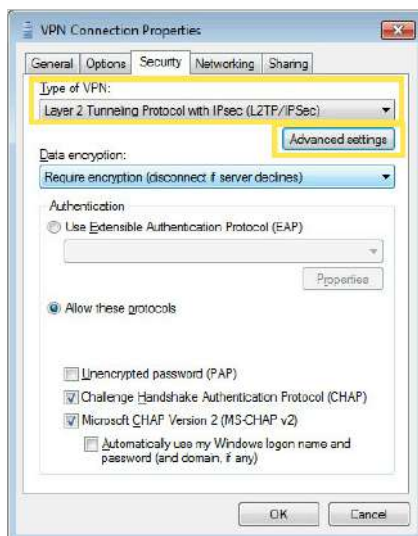 VPN Connection Properties
General Options Security Networking Sharing
Type of VPN:
Layer 2 Tunneling Protocol with IPsec (L2TP/IPSec)
Advanced settings
Data encryption:
Require encryption (disconnect if server declines)
Authentication
Use Extensible Authentication Protocol (EAP)
Properties
Allow these protocols
Unencrypted password (PAP)
Challenge Handshake Authentication Protocol (CHAP)
Microsoft CHAP Version 2 (MS-CHAP v2)
Automatically use my Windows logon name and
password (and domain, if any)
OK Cancel